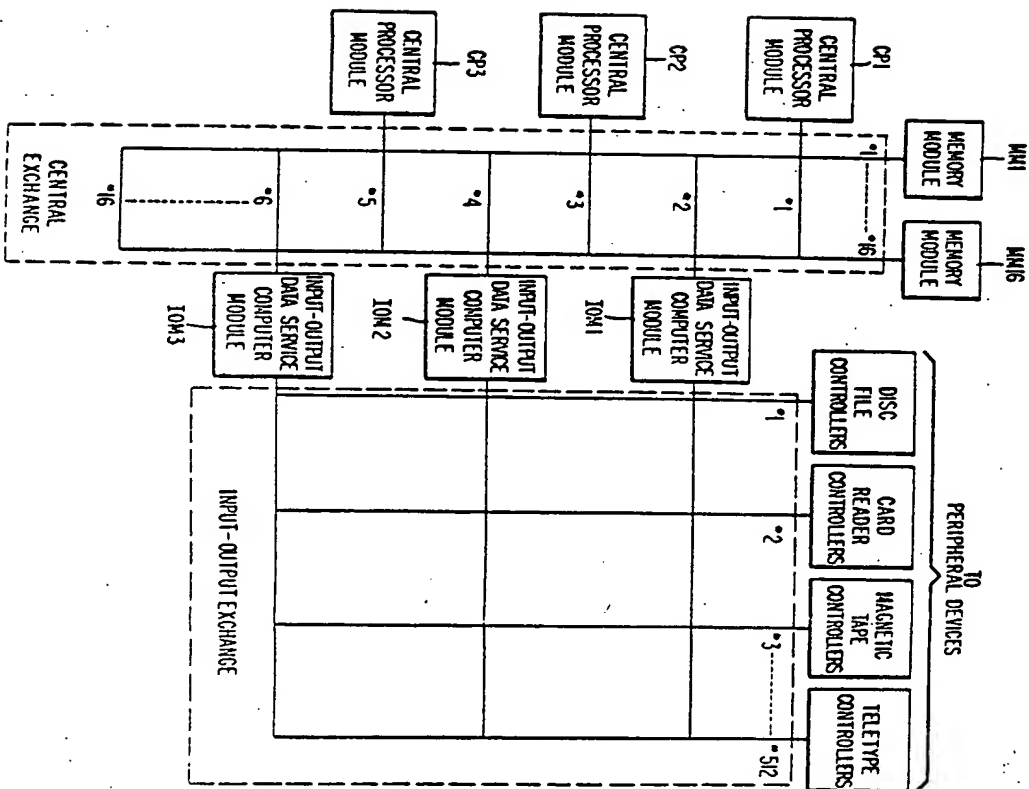 TO
PERIPHERAL DEVICES
DISC
FILE
CONTROLLERS
CARD
READER
CONTROLLERS
MAGNETIC
TAPE
CONTROLLERS
TELETYPE
CONTROLLERS
*1
*2
*3
*512
INPUT-OUTPUT EXCHANGE
IOM1
INPUT-OUTPUT
DATA SERVICE
COMPUTER
MODULE
IOM2
INPUT-OUTPUT
DATA SERVICE
COMPUTER
MODULE
IOM3
INPUT-OUTPUT
DATA SERVICE
COMPUTER
MODULE
MM16
MEMORY
MODULE
MM1
MEMORY
MODULE
*16
*1
*1
*2
*3
*4
*5
*6
*16
CENTRAL
EXCHANGE
CP1
CENTRAL
PROCESSOR
MODULE
CP2
CENTRAL
PROCESSOR
MODULE
CP3
CENTRAL
PROCESSOR
MODULE